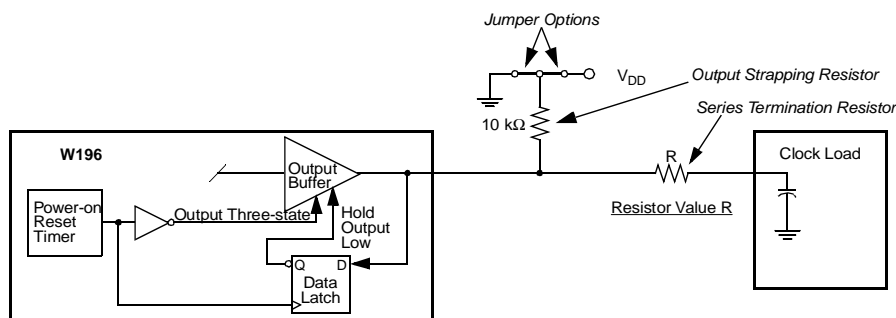 Jumper Options
VDD
Output Strapping Resistor
Series Termination Resistor
10 kΩ
W196
Output
Buffer
R
Clock Load
Power-on
Reset
Timer
Output Three-state
Hold
Output
Low
Resistor Value R
Q
D
Data
Latch